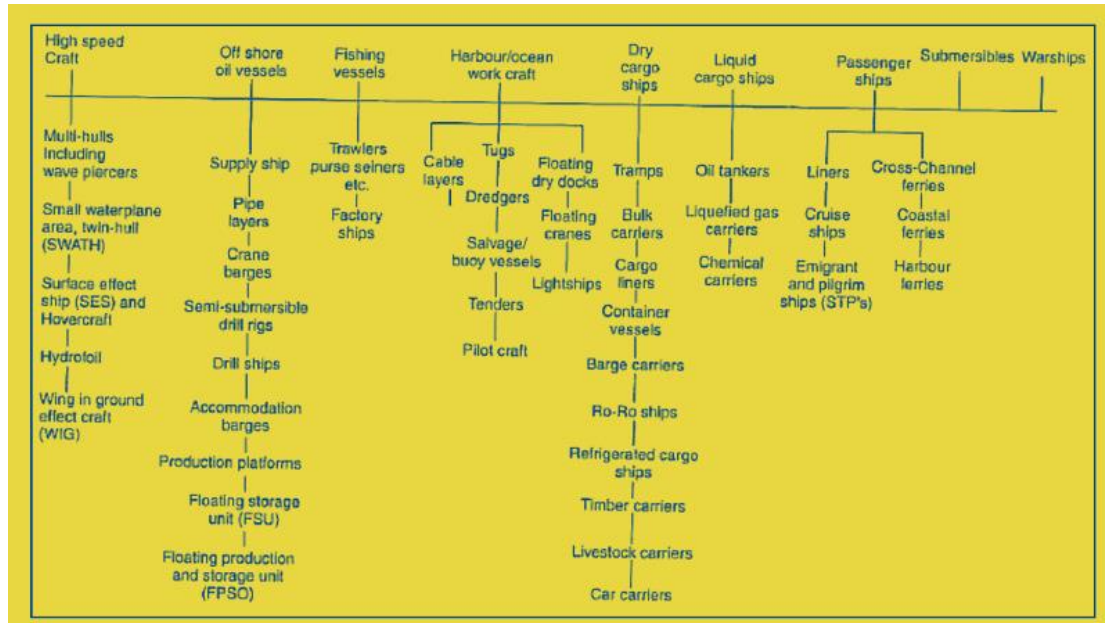 High speed
Craft
Off shore
oil vessels
Fishing
vessels
Harbour/ocean
work craft
Dry
cargo
ships
Liquid
cargo ships
Passenger
ships
Submersibles
Warships
Multi-hulls
Including
wave piercers
Small waterplane
area, twin-hull
(SWATH)
Surface effect
ship (SES) and
Hovercraft
Hydrofoil
Wing in ground
effect craft
(WIG)
Supply ship
Pipe
layers
Crane
barges
Semi-submersible
drill rigs
Drill ships
Accommodation
barges
Production platforms
Floating storage
unit (FSU)
Floating production
and storage unit
(FPSO)
Trawlers
purse seiners
etc.
Factory
ships
Cable
layers
Tugs
Dredgers
Salvage/
buoy vessels
Tenders
Pilot craft
Floating
dry docks
Floating
cranes
Lightships
Tramps
Bulk
carriers
Cargo
liners
Container
vessels
Barge carriers
Ro-Ro ships
Refrigerated cargo
ships
Timber carriers
Livestock carriers
Car carriers
Oil tankers
Liquefied gas
carriers
Chemical
carriers
Liners
Cruise
ships
Emigrant
and pilgrim
ships (STP's)
Cross-Channel
ferries
Coastal
ferries
Harbour
ferries